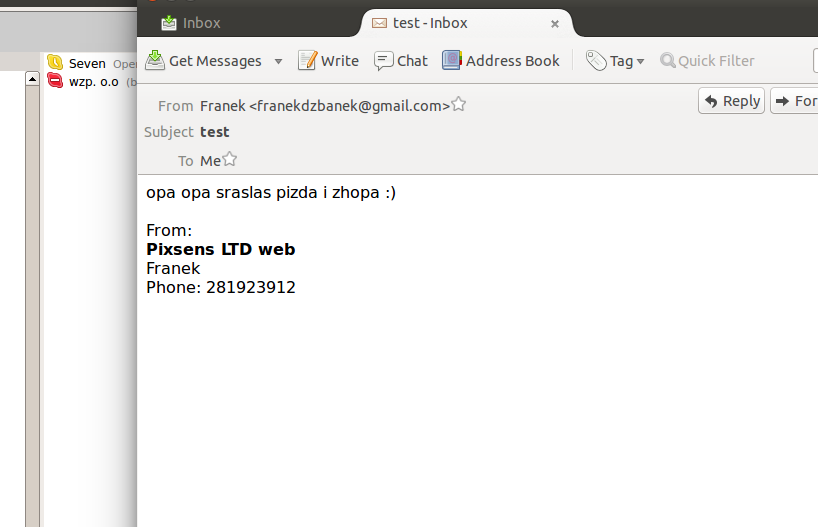 Inbox
test - Inbox
Get Messages
Write
Chat
Address Book
Tag
Quick Filter
Seven
wzp. o.o
From Franek <franekdzbanek@gmail.com>
Reply
For
Subject test
To Me
opa opa sraslas pizda i zhopa :)
From:
Pixsens LTD web
Franek
Phone: 281923912